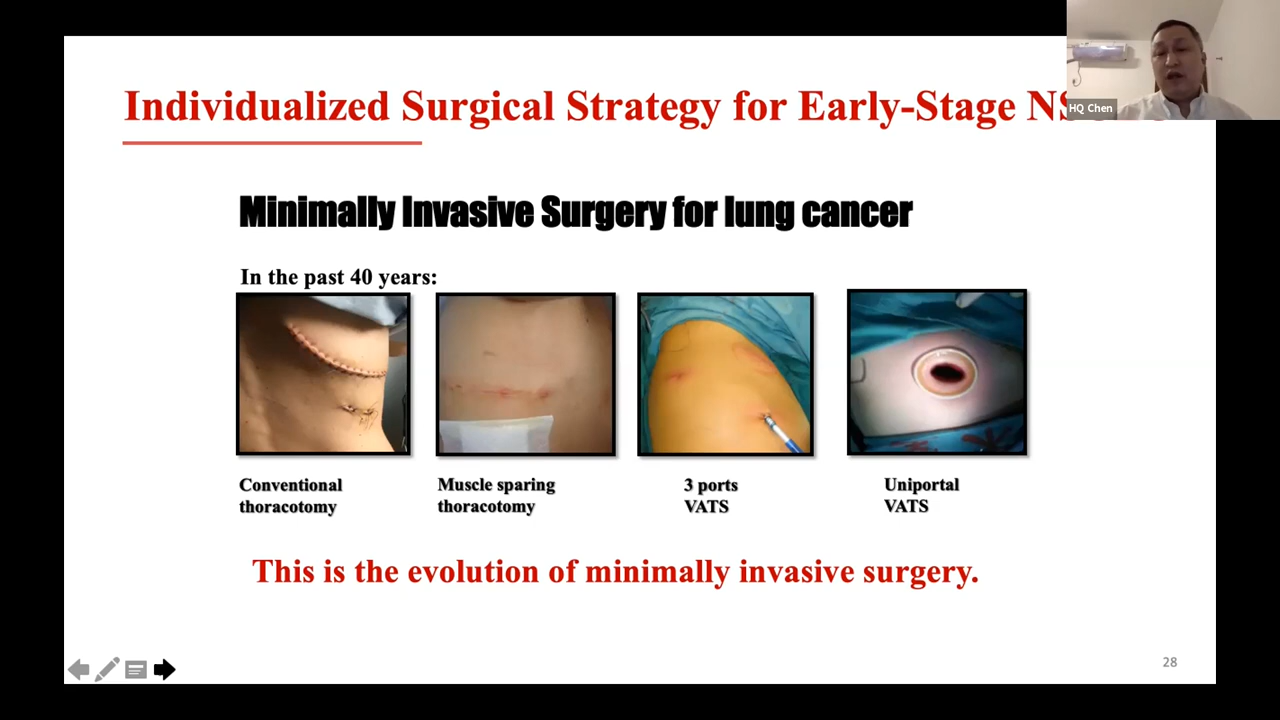 Individualized Surgical Strategy for Early-Stage
HQ Chen
Minimally Invasive Surgery for lung cancer
In the past 40 years:
Conventional
thoracotomy
Muscle sparing
thoracotomy
3 ports
VATS
Uniportal
VATS
This is the evolution of minimally invasive surgery.
28